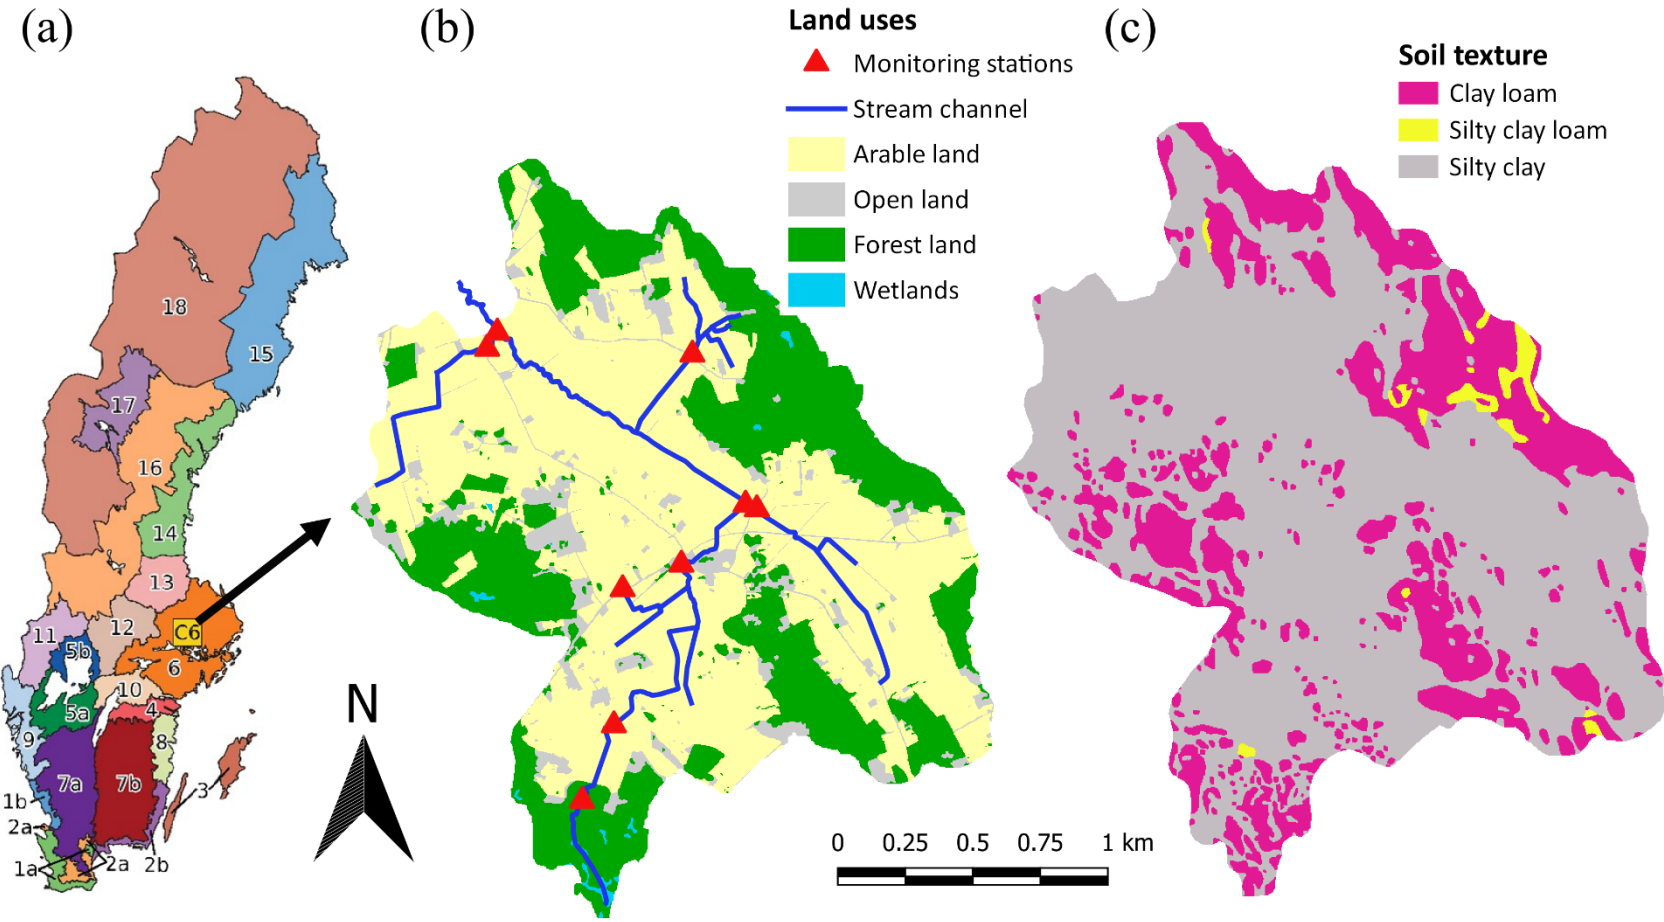 (a)
(b)
(c)
Land uses
Monitoring stations
Stream channel
Arable land
Open land
Forest land
Wetlands
Soil texture
Clay loam
Silty clay loam
Silty clay
18
15
17
16
14
13
12
11
C6
5b
6
10
5a
4
9
8
7a
7b
3
1b
2a
1a
2a
2b
N
0 0.25 0.5 0.75 1 km